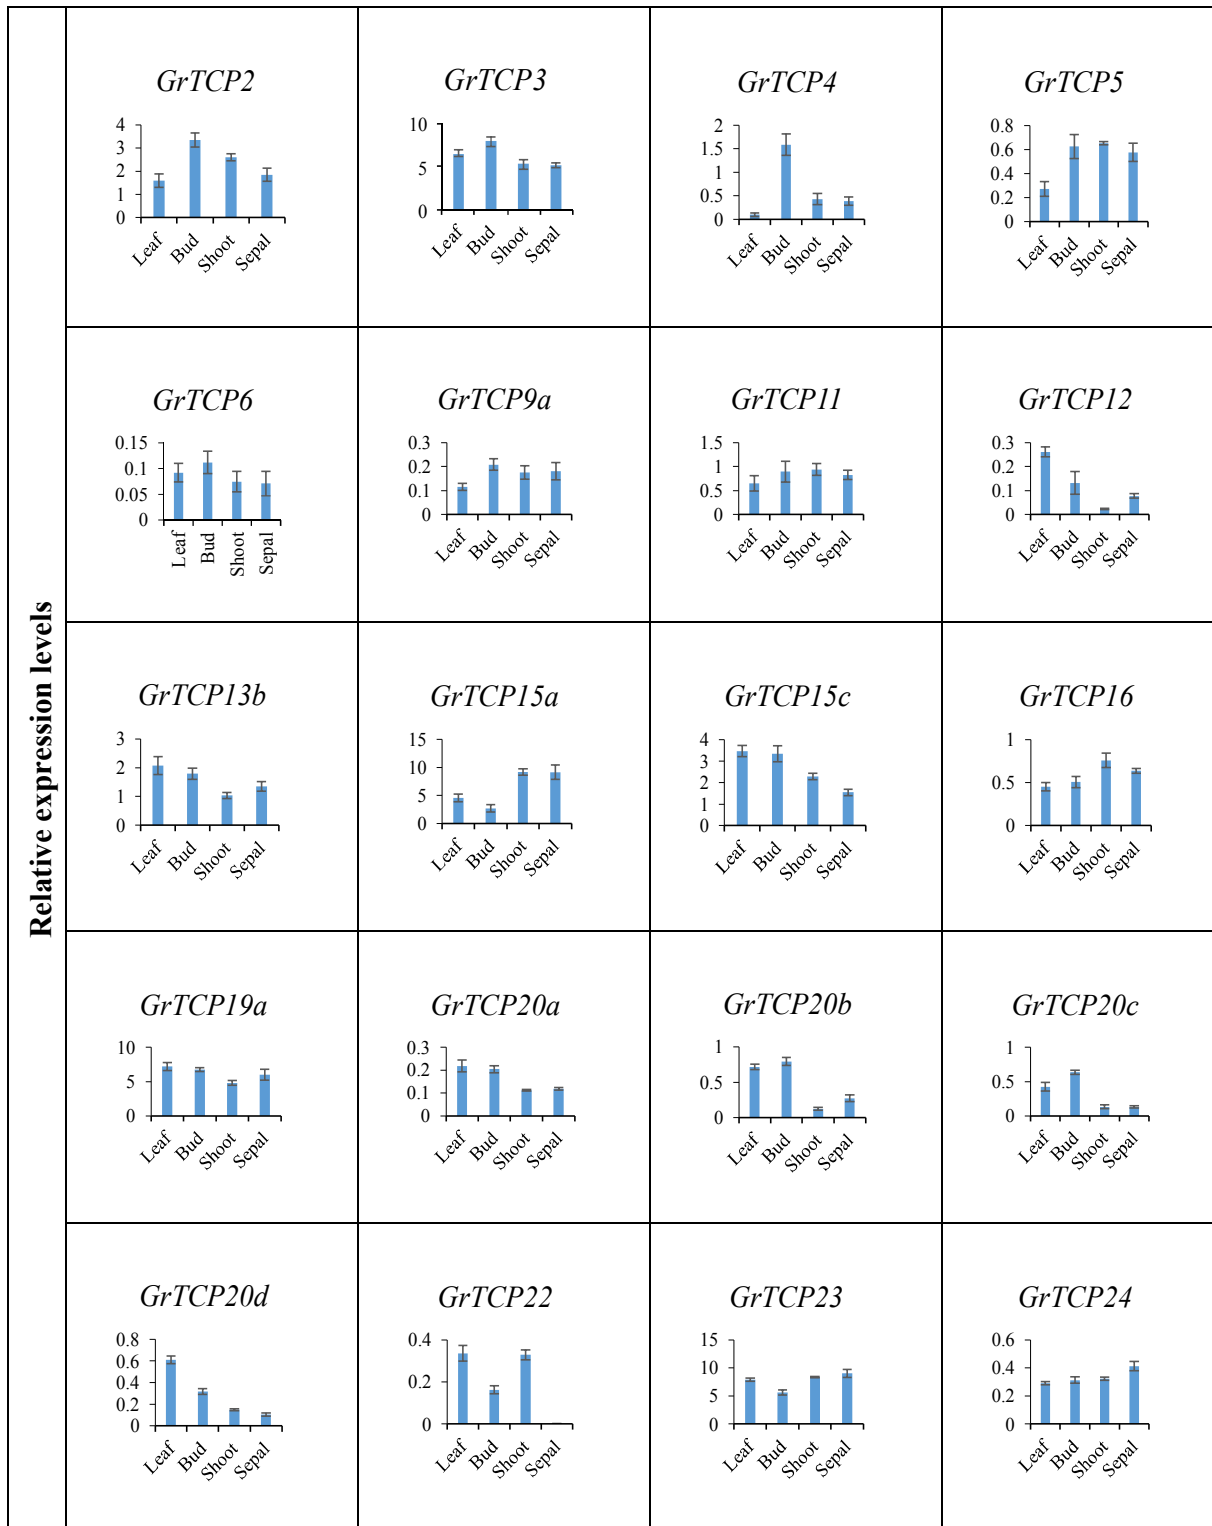 Relative expression levels
GrTCP2
4
3
2
1
0
Leaf
Bud
Shoot
Sepal
GrTCP3
10
5
0
Leaf
Bud
Shoot
Sepal
GrTCP4
2
1.5
1
0.5
0
Leaf
Bud
Shoot
Sepal
GrTCP5
0.8
0.6
0.4
0.2
0
Leaf
Bud
Shoot
Sepal
GrTCP6
0.15
0.1
0.05
0
Leaf
Bud
Shoot
Sepal
GrTCP9a
0.3
0.2
0.1
0
Leaf
Bud
Shoot
Sepal
GrTCP11
1.5
1
0.5
0
Leaf
Bud
Shoot
Sepal
GrTCP12
0.3
0.2
0.1
0
Leaf
Bud
Shoot
Sepal
GrTCP13b
3
2
1
0
Leaf
Bud
Shoot
Sepal
GrTCP15a
15
10
5
0
Leaf
Bud
Shoot
Sepal
GrTCP15c
4
3
2
1
0
Leaf
Bud
Shoot
Sepal
GrTCP16
1
0.5
0
Leaf
Bud
Shoot
Sepal
GrTCP19a
10
5
0
Leaf
Bud
Shoot
Sepal
GrTCP20a
0.3
0.2
0.1
0
Leaf
Bud
Shoot
Sepal
GrTCP20b
1
0.5
0
Leaf
Bud
Shoot
Sepal
GrTCP20c
1
0.5
0
Leaf
Bud
Shoot
Sepal
GrTCP20d
0.8
0.6
0.4
0.2
0
Leaf
Bud
Shoot
Sepal
GrTCP22
0.4
0.2
0
Leaf
Bud
Shoot
Sepal
GrTCP23
15
10
5
0
Leaf
Bud
Shoot
Sepal
GrTCP24
0.6
0.4
0.2
0
Leaf
Bud
Shoot
Sepal